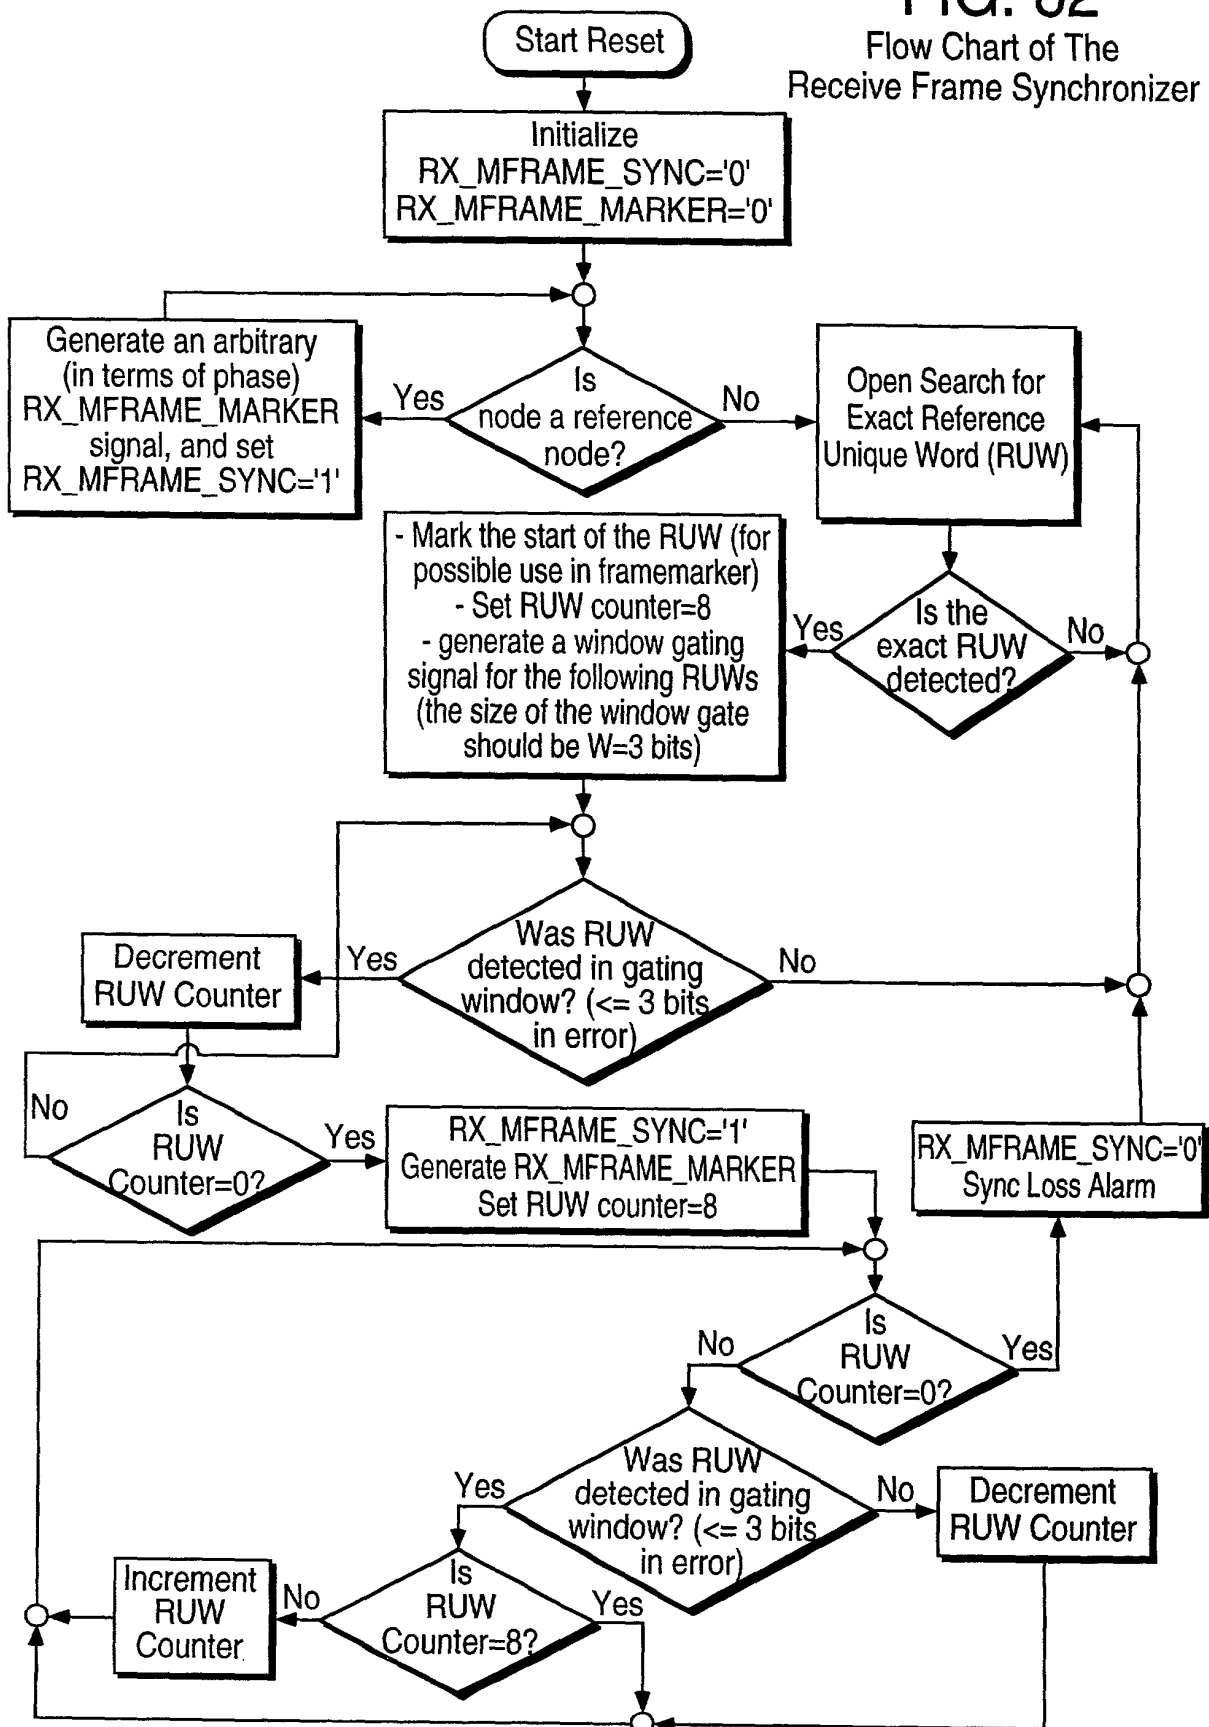 Start Reset
Flow Chart of The
Receive Frame Synchronizer
Initialize
RX_MFRAME_SYNC='0'
RX_MFRAME_MARKER='0'
Generate an arbitrary
(in terms of phase)
RX_MFRAME_MARKER
signal, and set
RX_MFRAME_SYNC='1'
Yes
Is
node a reference
node?
No
Open Search for
Exact Reference
Unique Word (RUW)
- Mark the start of the RUW (for
possible use in framemarker)
- Set RUW counter=8
- generate a window gating
signal for the following RUWs
(the size of the window gate
should be W=3 bits)
Yes
Is the
exact RUW
detected?
No
Decrement
RUW Counter
Yes
Was RUW
detected in gating
window? (<= 3 bits
in error)
No
No
Is
RUW
Counter=0?
Yes
RX_MFRAME_SYNC='1'
Generate RX_MFRAME_MARKER
Set RUW counter=8
RX_MFRAME_SYNC='0'
Sync Loss Alarm
No
Is
RUW
Counter=0?
Yes
Yes
Was RUW
detected in gating
window? (<= 3 bits
in error)
No
Decrement
RUW Counter
Increment
RUW
Counter
No
Is
RUW
Counter=8?
Yes